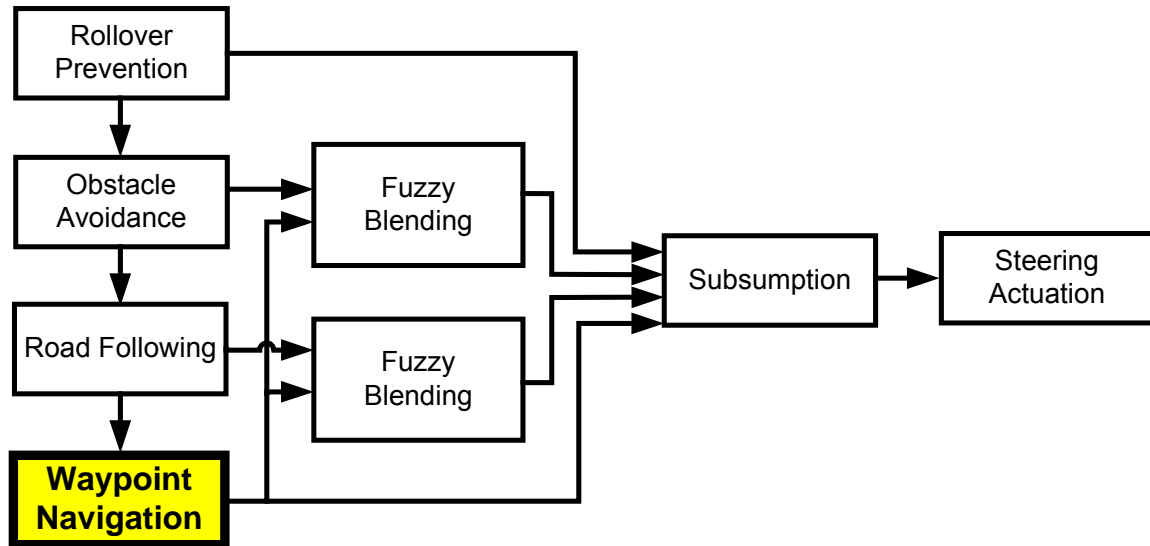 Rollover
Prevention
Obstacle
Avoidance
Fuzzy
Blending
Subsumption
Steering
Actuation
Road Following
Fuzzy
Blending
Waypoint
Navigation